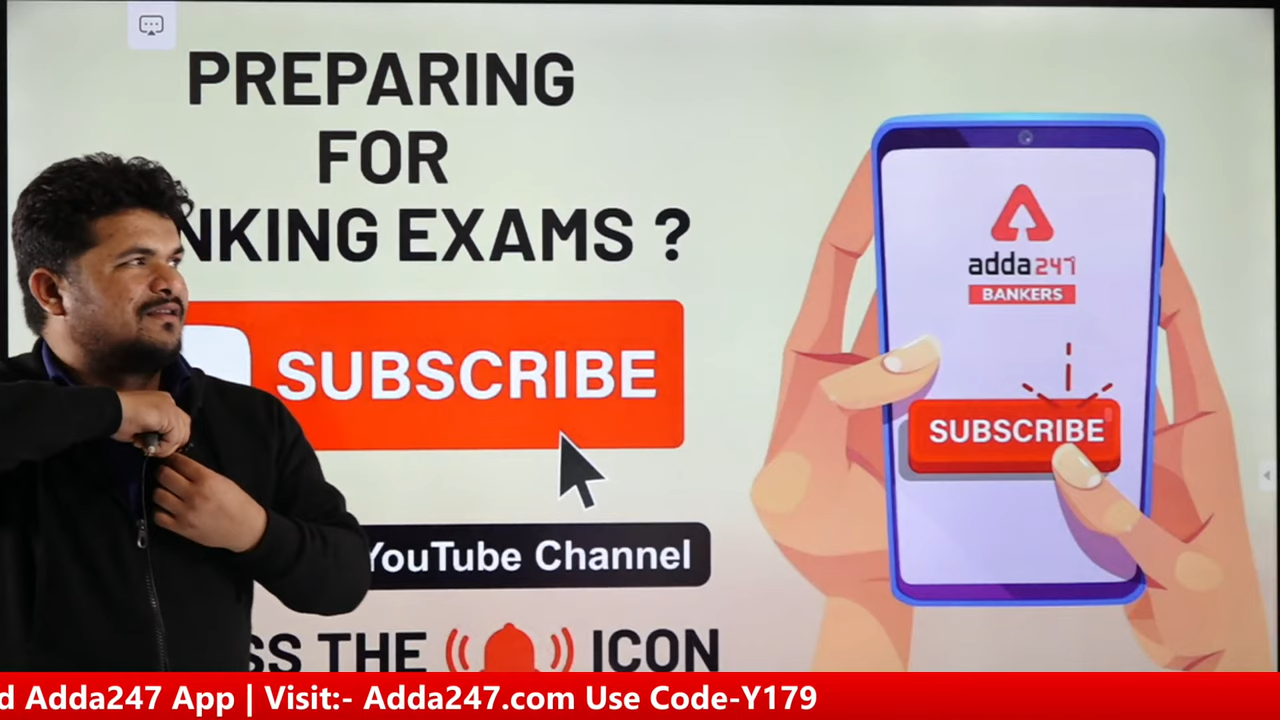 PREPARING
FOR
NKING EXAMS ?
SUBSCRIBE
YouTube Channel
SS THE ICON
adda247
BANKERS
SUBSCRIBE
d Adda247 App | Visit:- Adda247.com Use Code-Y179